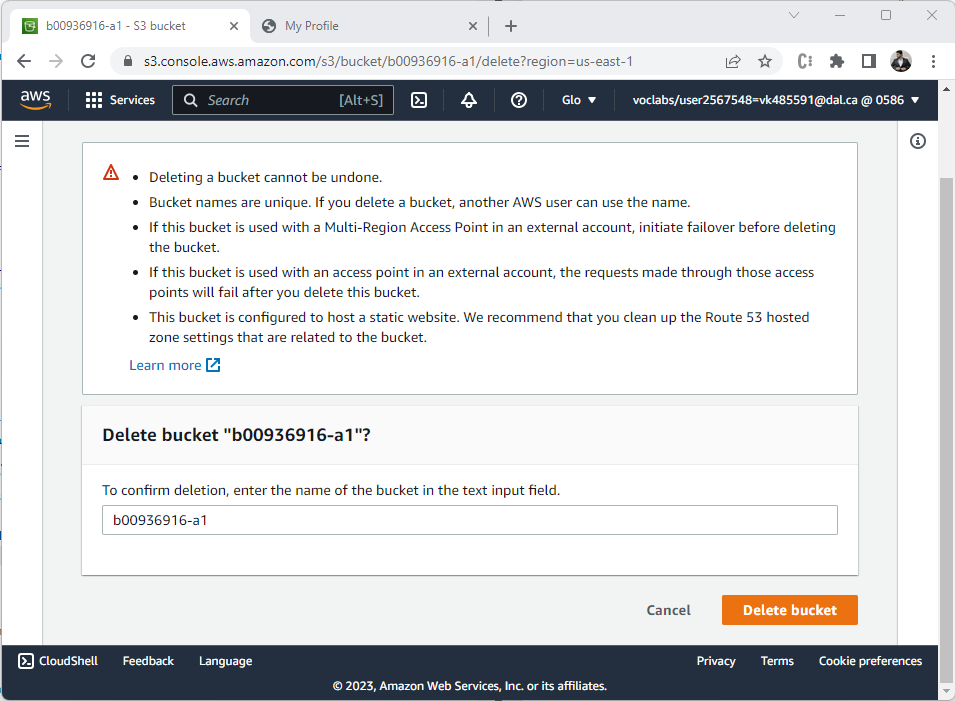 b00936916-a1 - S3 bucket
My Profile
s3.console.aws.amazon.com/s3/bucket/b00936916-a1/delete?region=us-east-1
aws
Services
Search
[Alt+S]
Glo
voclabs/user2567548=vk485591@dal.ca @ 0586
Deleting a bucket cannot be undone.
Bucket names are unique. If you delete a bucket, another AWS user can use the name.
If this bucket is used with a Multi-Region Access Point in an external account, initiate failover before deleting
the bucket.
If this bucket is used with an access point in an external account, the requests made through those access
points will fail after you delete this bucket.
This bucket is configured to host a static website. We recommend that you clean up the Route 53 hosted
zone settings that are related to the bucket.
Learn more
Delete bucket "b00936916-a1"?
To confirm deletion, enter the name of the bucket in the text input field.
b00936916-a1
Cancel
Delete bucket
CloudShell
Feedback
Language
Privacy
Terms
Cookie preferences
© 2023, Amazon Web Services, Inc. or its affiliates.